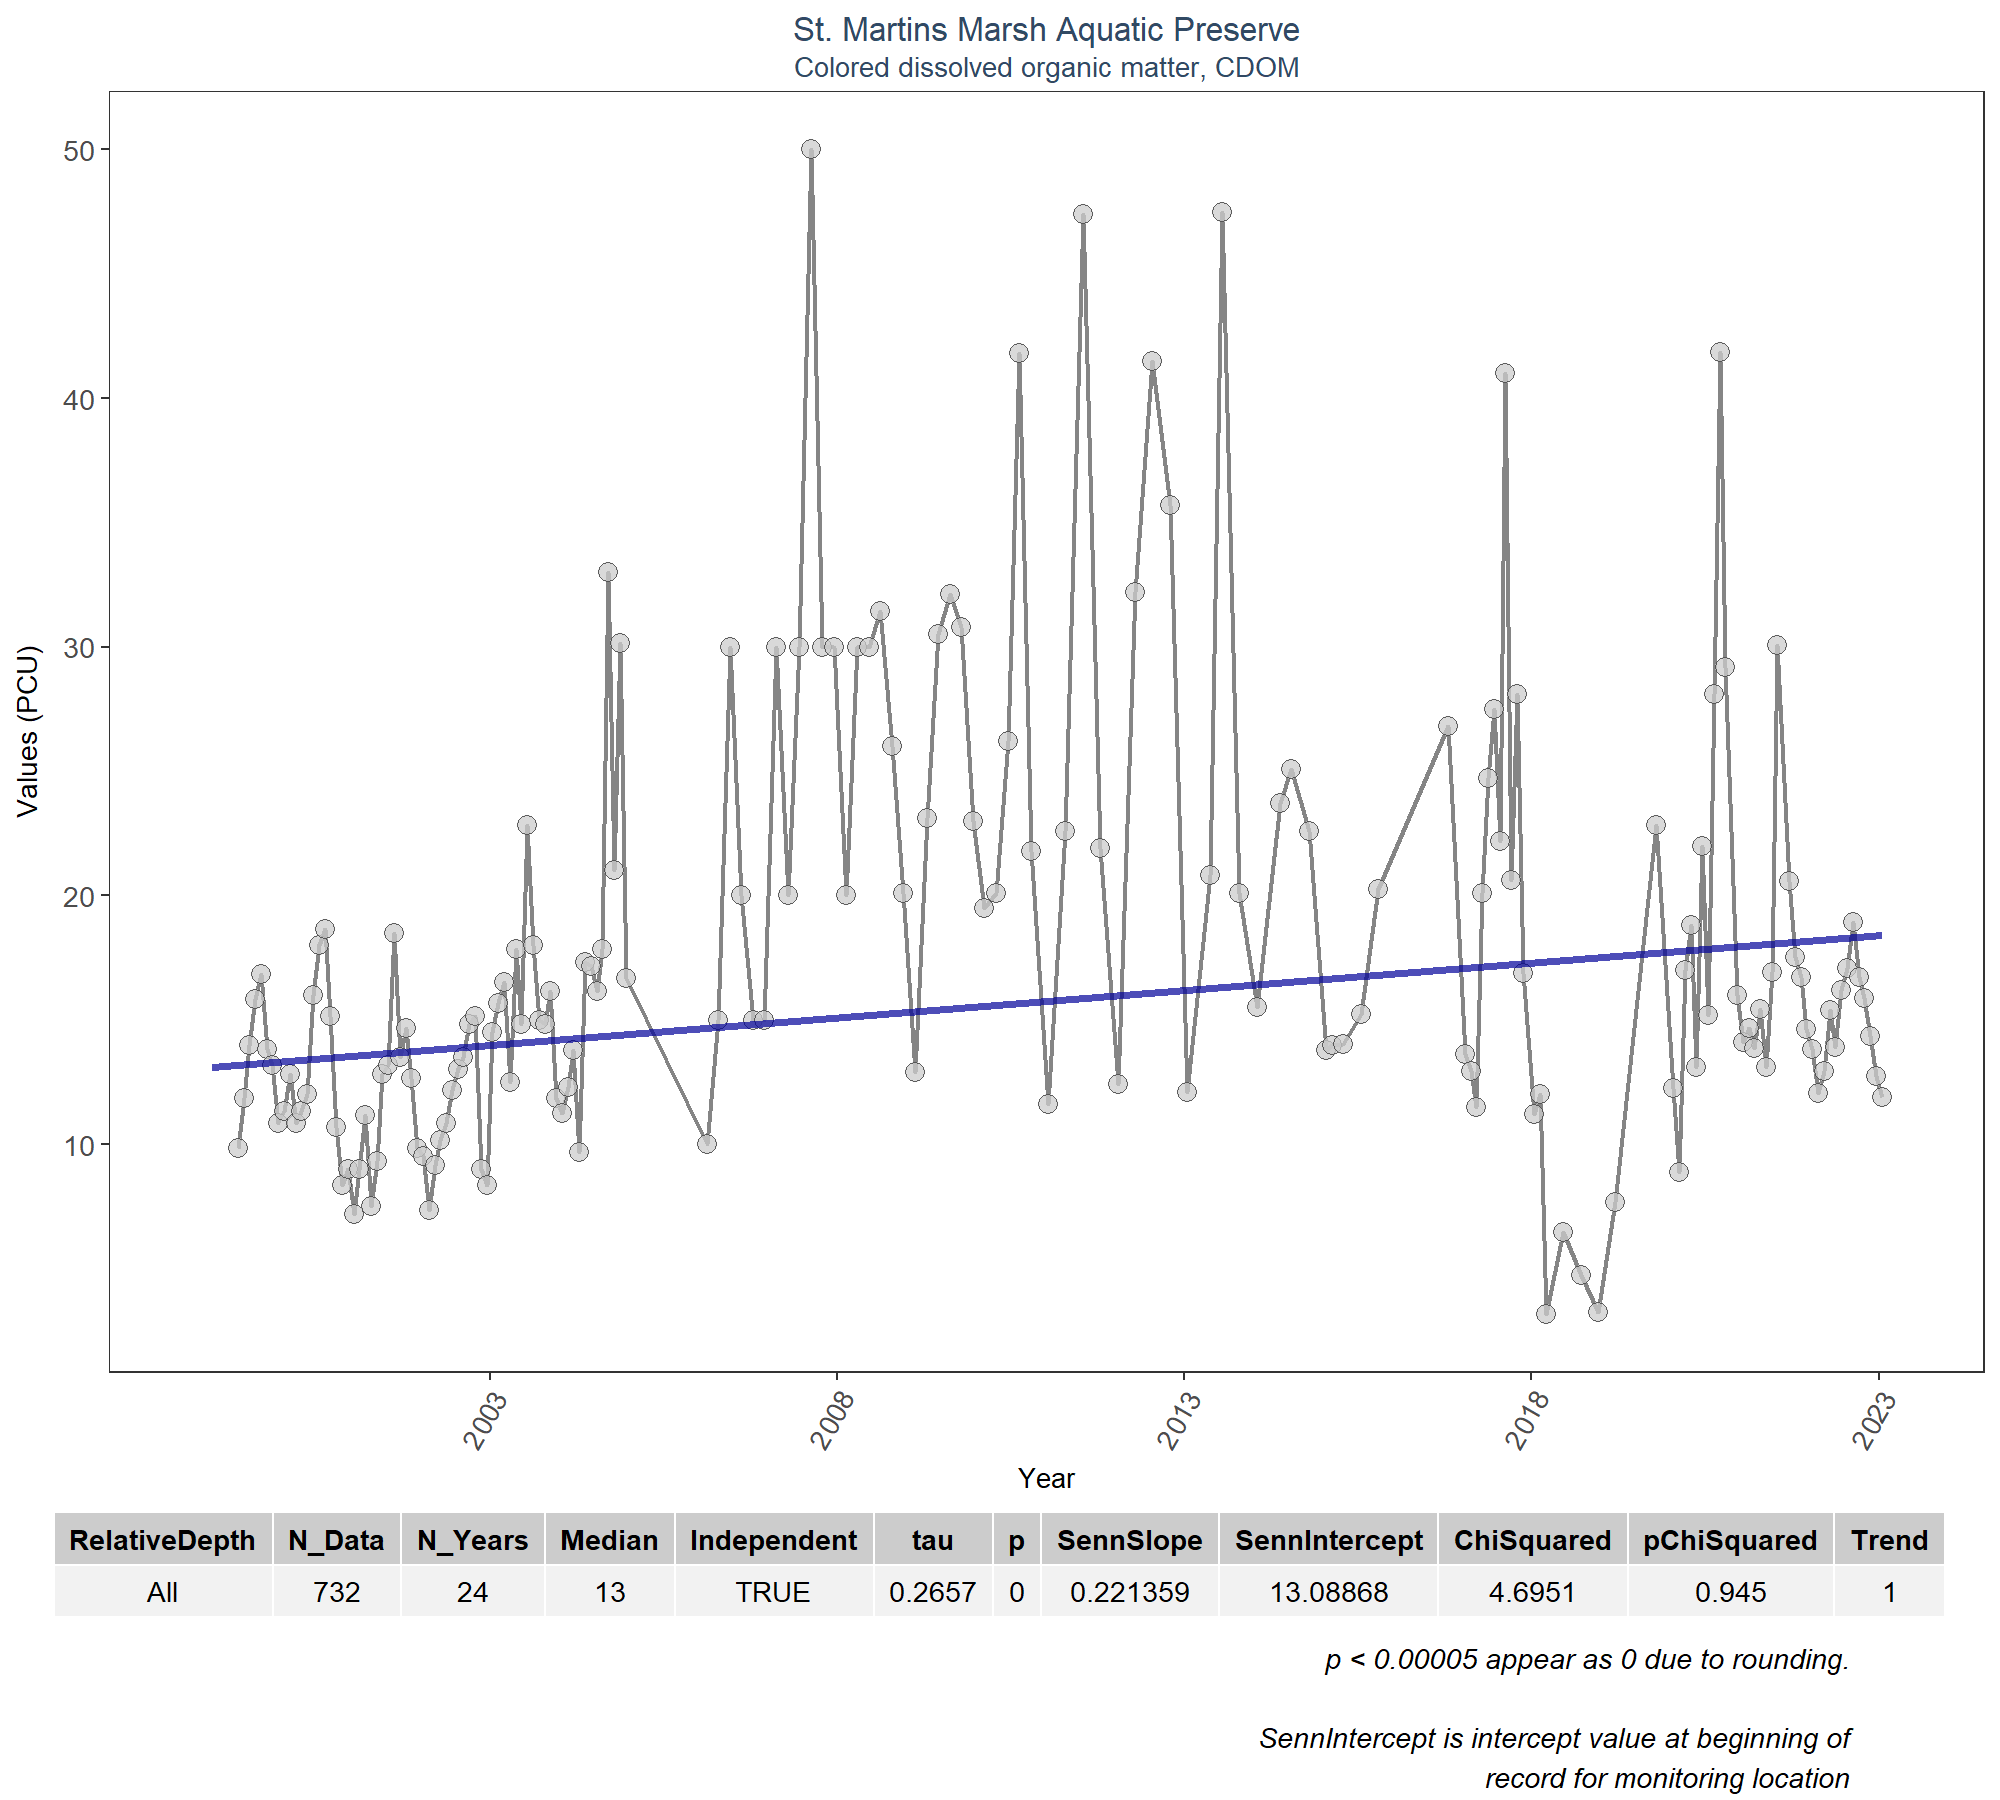 St. Martins Marsh Aquatic Preserve
Colored dissolved organic matter, CDOM
Values (PCU)
50
40
30
20
10
2003 2008 2013 2018 2023
Year
RelativeDepth N_Data N_Years Median Independent tau p SennSlope SennIntercept ChiSquared pChiSquared Trend
All 732 24 13 TRUE 0.2657 0 0.221359 13.08868 4.6951 0.945 1
p < 0.00005 appear as 0 due to rounding.
SennIntercept is intercept value at beginning of
record for monitoring location